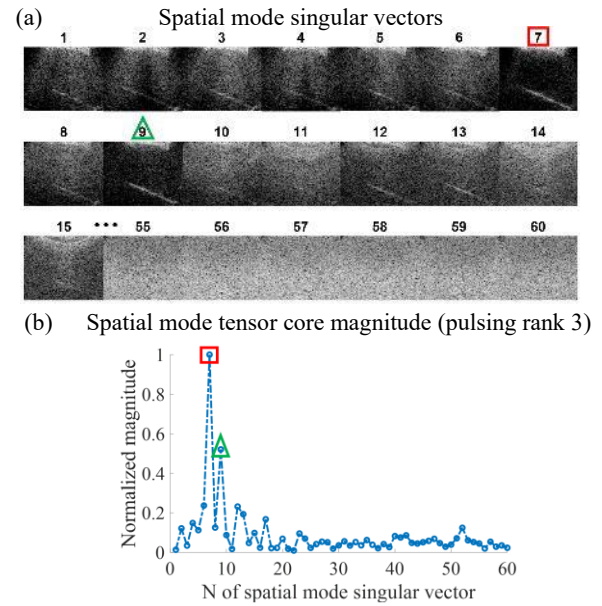 (a) Spatial mode singular vectors
1 2 3 4 5 6 7
8 9 10 11 12 13 14
15 ••• 55 56 57 58 59 60
(b) Spatial mode tensor core magnitude (pulsing rank 3)
1
0.8
0.6
0.4
0.2
0
Normalized magnitude
0 10 20 30 40 50 60
N of spatial mode singular vector